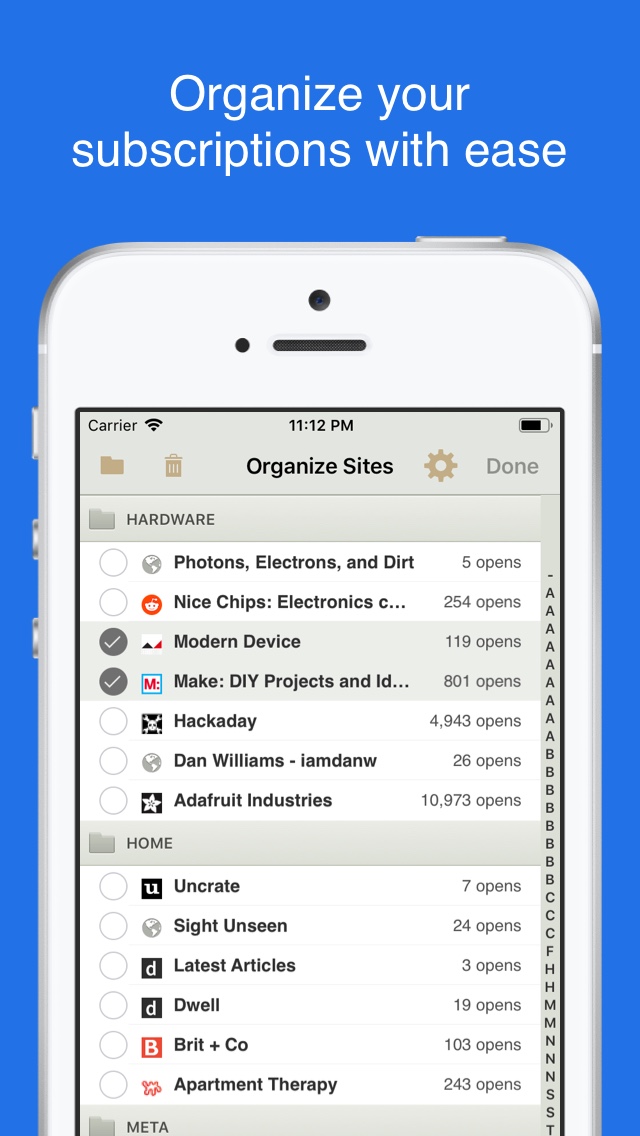 Organize your
subscriptions with ease
Carrier 11:12 PM
Organize Sites Done
HARDWARE
Photons, Electrons, and Dirt 5 opens
Nice Chips: Electronics c... 254 opens
Modern Device 119 opens
M: Make: DIY Projects and Id... 801 opens
Hackaday 4,943 opens
Dan Williams - iamdanw 26 opens
Adafruit Industries 10,973 opens
HOME
u Uncrate 7 opens
Sight Unseen 24 opens
d Latest Articles 3 opens
d Dwell 19 opens
B Brit + Co 103 opens
Apartment Therapy 243 opens
META
-
A
A
A
A
A
A
A
A
A
B
B
B
B
B
B
B
B
C
C
C
F
H
H
M
M
N
N
N
S
S
T